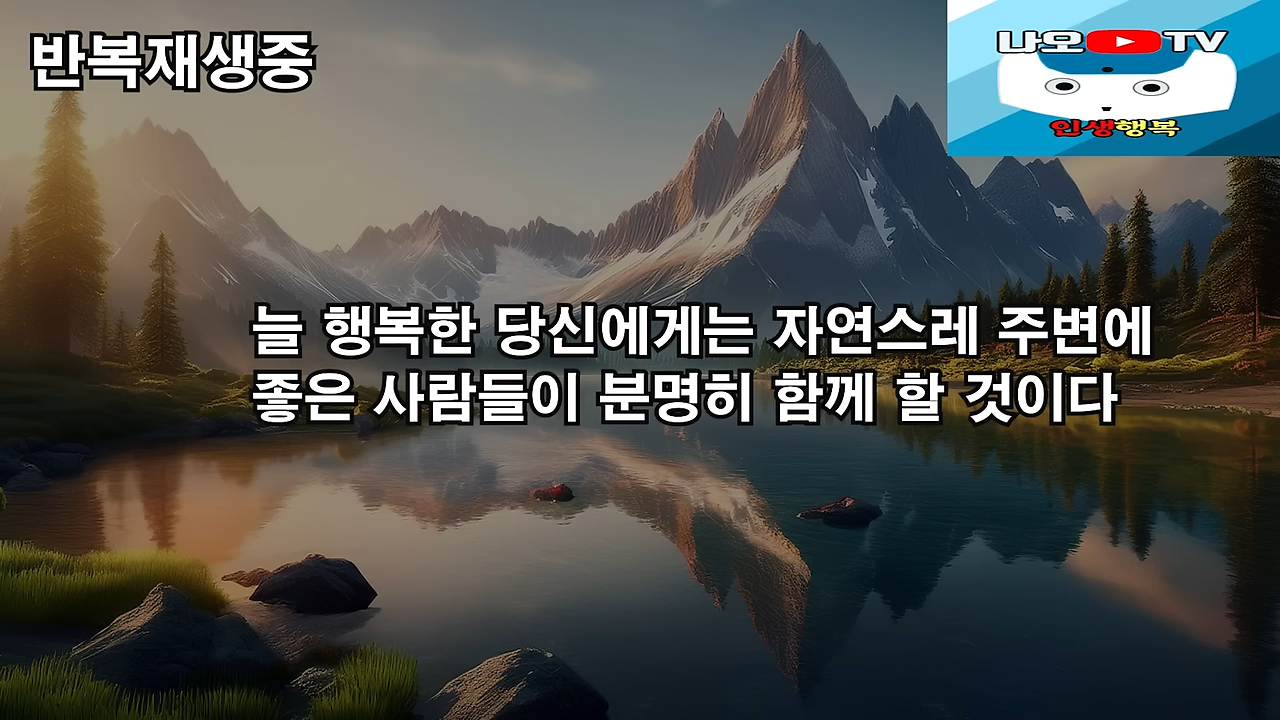 반복재생중
나오 TV
인생행복
늘 행복한 당신에게는 자연스레 주변에
좋은 사람들이 분명히 함께 할 것이다